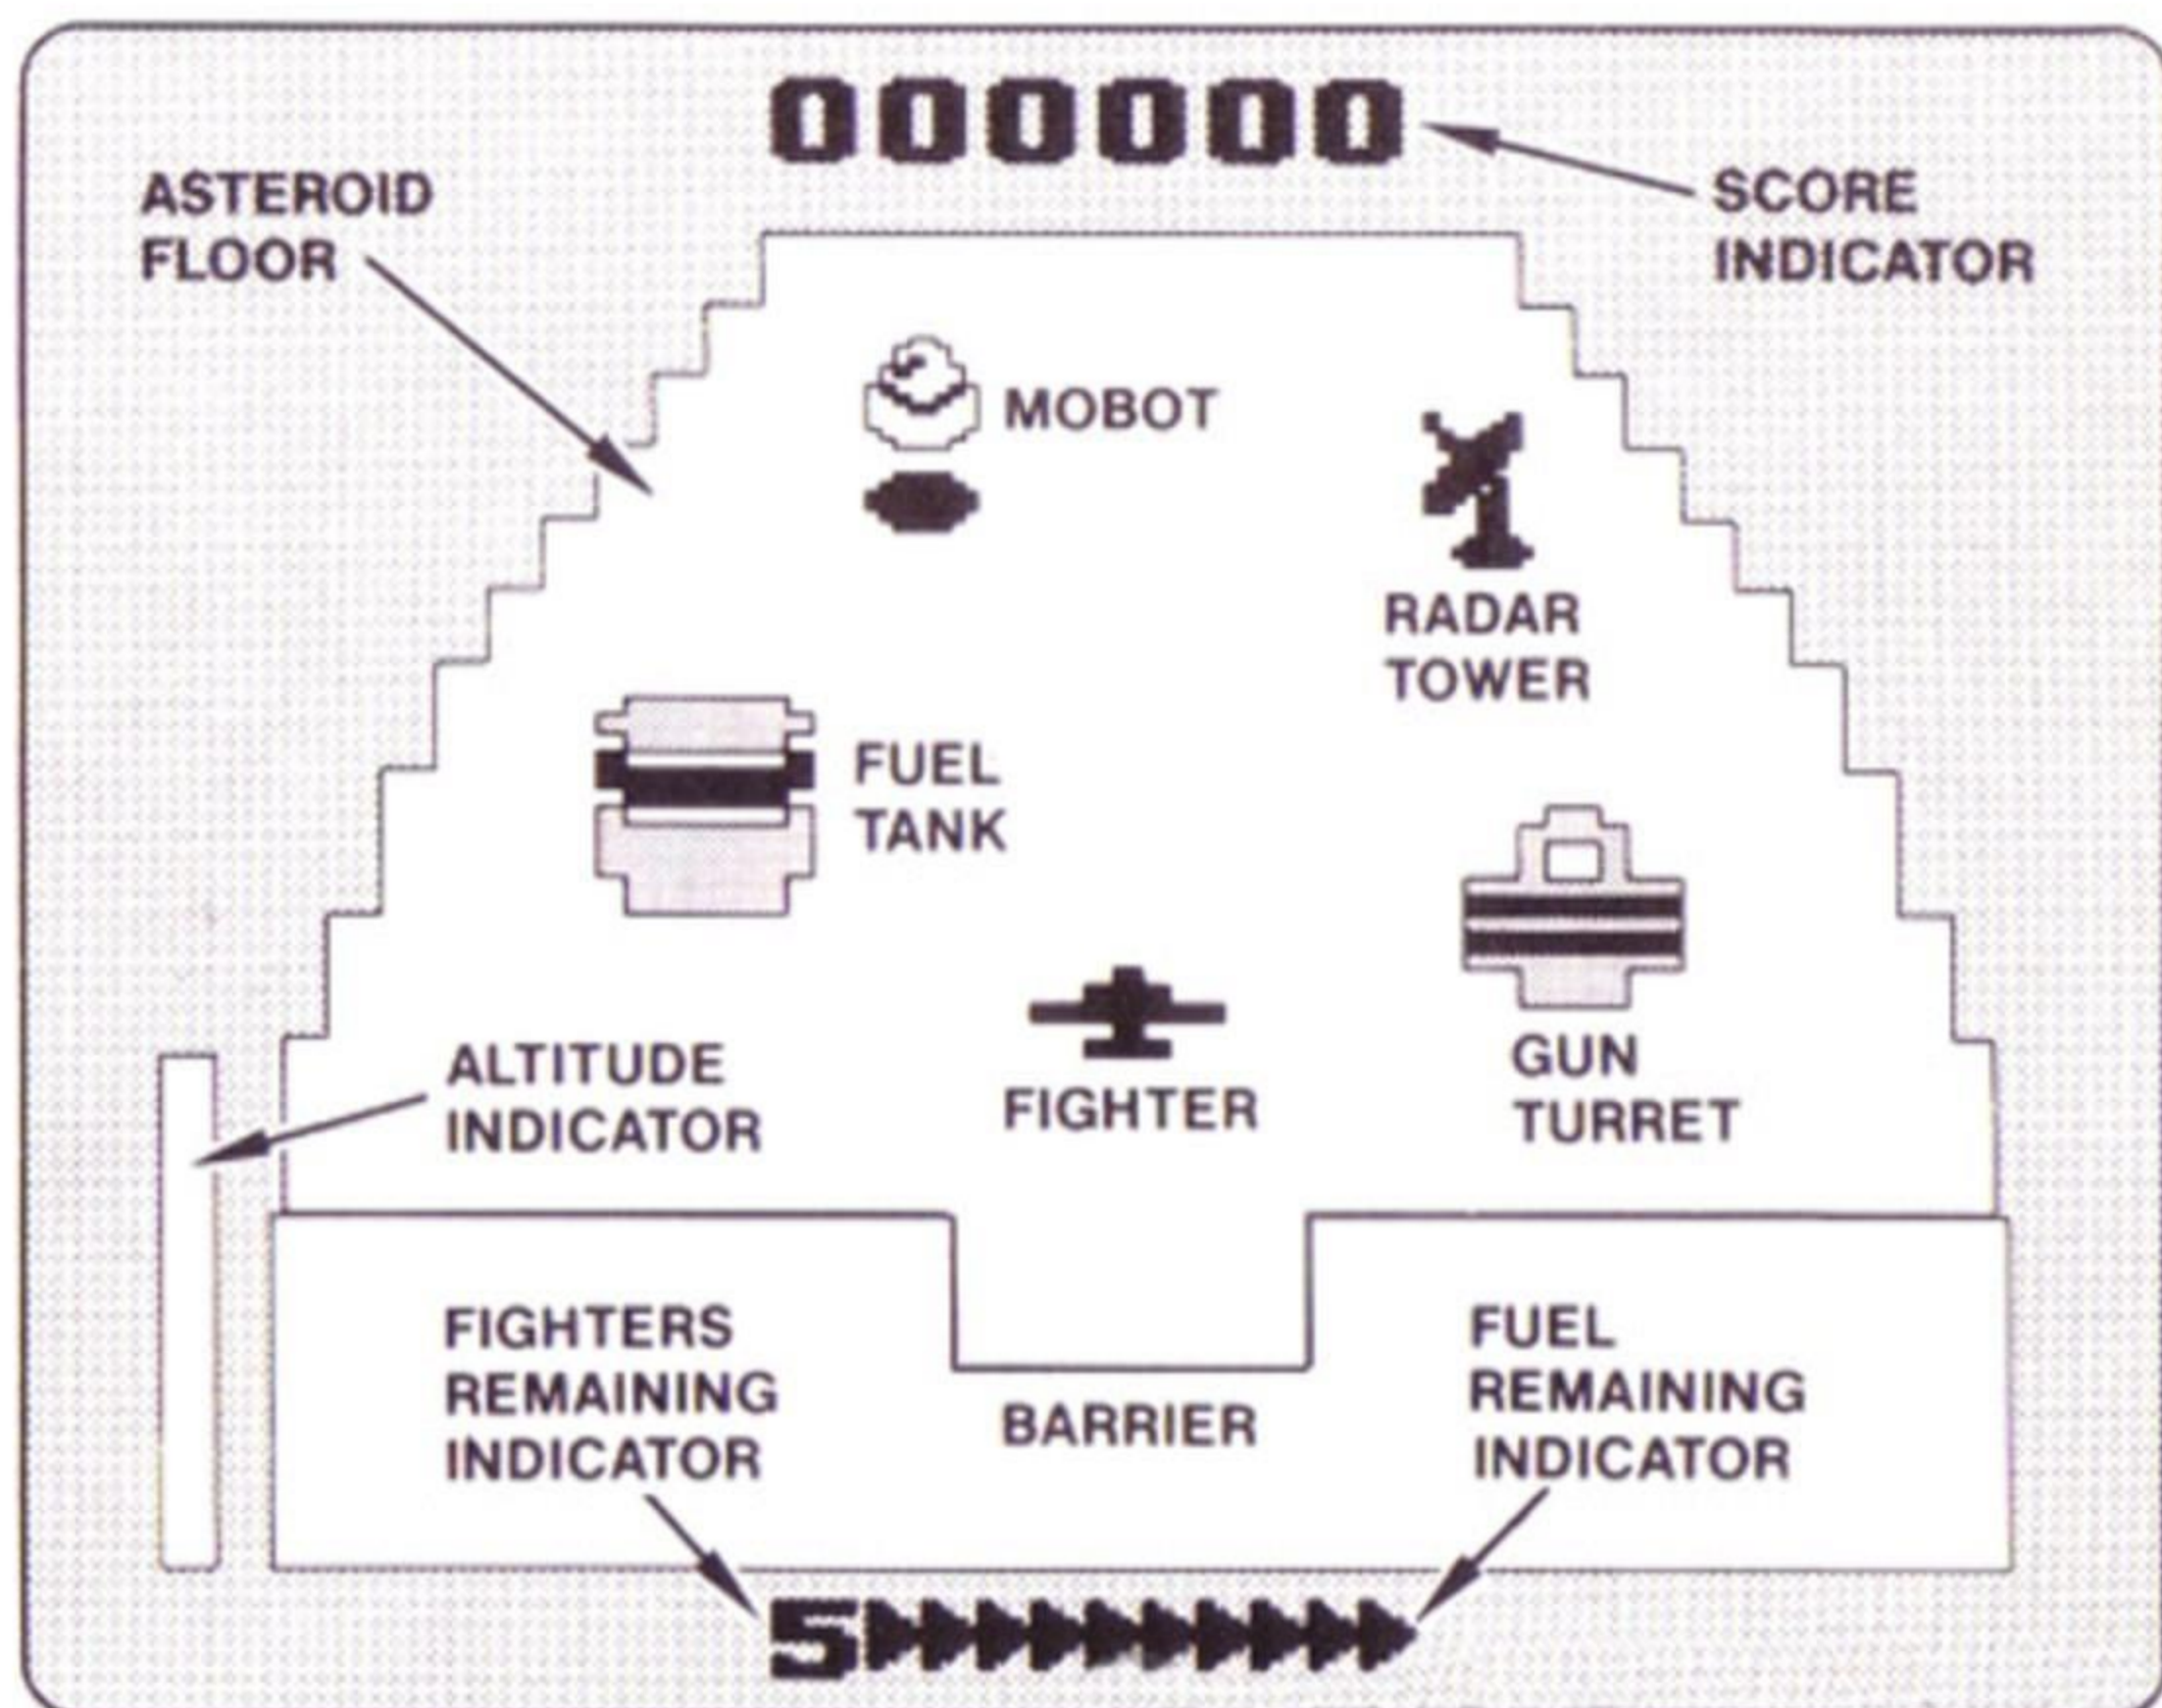 000000
ASTEROID
FLOOR
SCORE
INDICATOR
MOBOT
RADAR
TOWER
FUEL
TANK
GUN
TURRET
ALTITUDE
INDICATOR
FIGHTER
FIGHTERS
REMAINING
INDICATOR
BARRIER
FUEL
REMAINING
INDICATOR
5